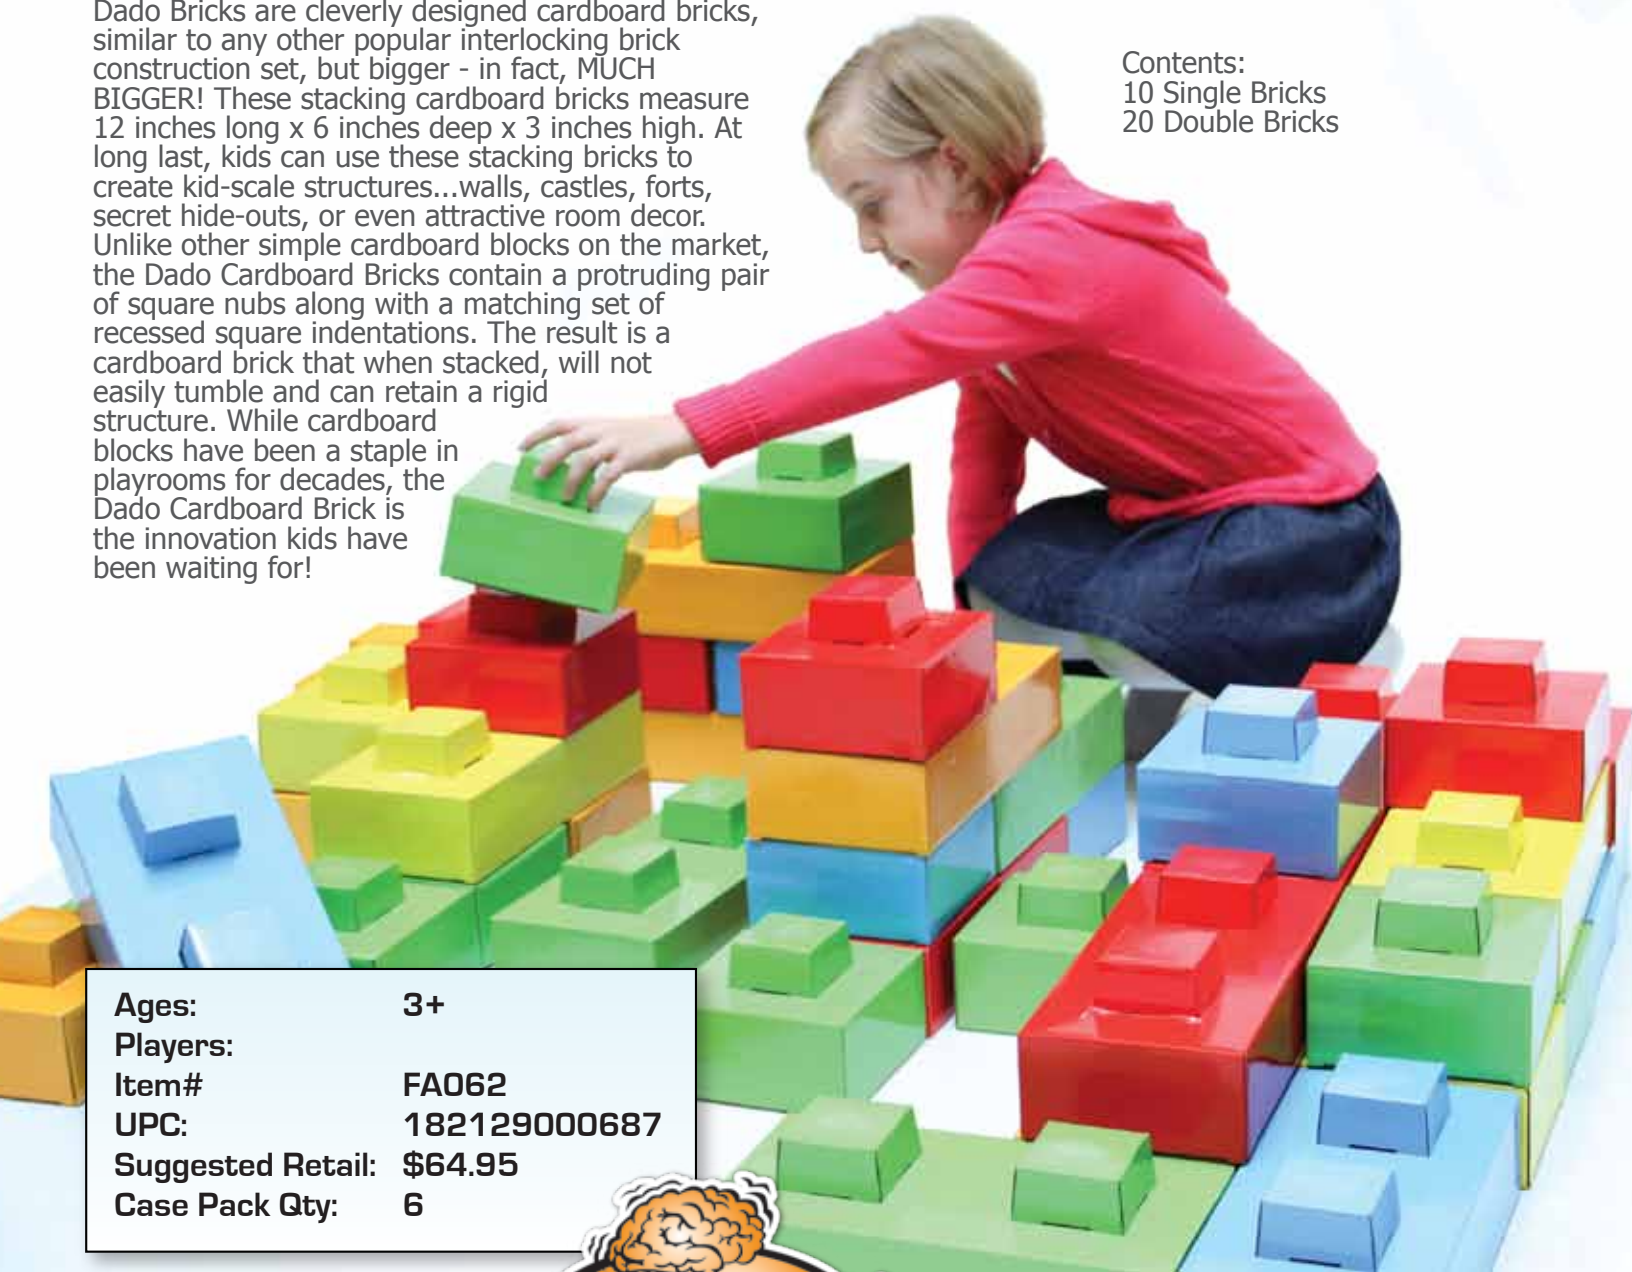 Dado Bricks are cleverly designed cardboard bricks,
similar to any other popular interlocking brick
construction set, but bigger - in fact, MUCH
BIGGER! These stacking cardboard bricks measure
12 inches long x 6 inches deep x 3 inches high. At
long last, kids can use these stacking bricks to
create kid-scale structures...walls, castles, forts,
secret hide-outs, or even attractive room decor.
Unlike other simple cardboard blocks on the market,
the Dado Cardboard Bricks contain a protruding pair
of square nubs along with a matching set of
recessed square indentations. The result is a
cardboard brick that when stacked, will not
easily tumble and can retain a rigid
structure. While cardboard
blocks have been a staple in
playrooms for decades, the
Dado Cardboard Brick is
the innovation kids have
been waiting for!
Contents:
10 Single Bricks
20 Double Bricks
Ages: 3+
Players:
Item# FA062
UPC: 182129000687
Suggested Retail: $64.95
Case Pack Qty: 6